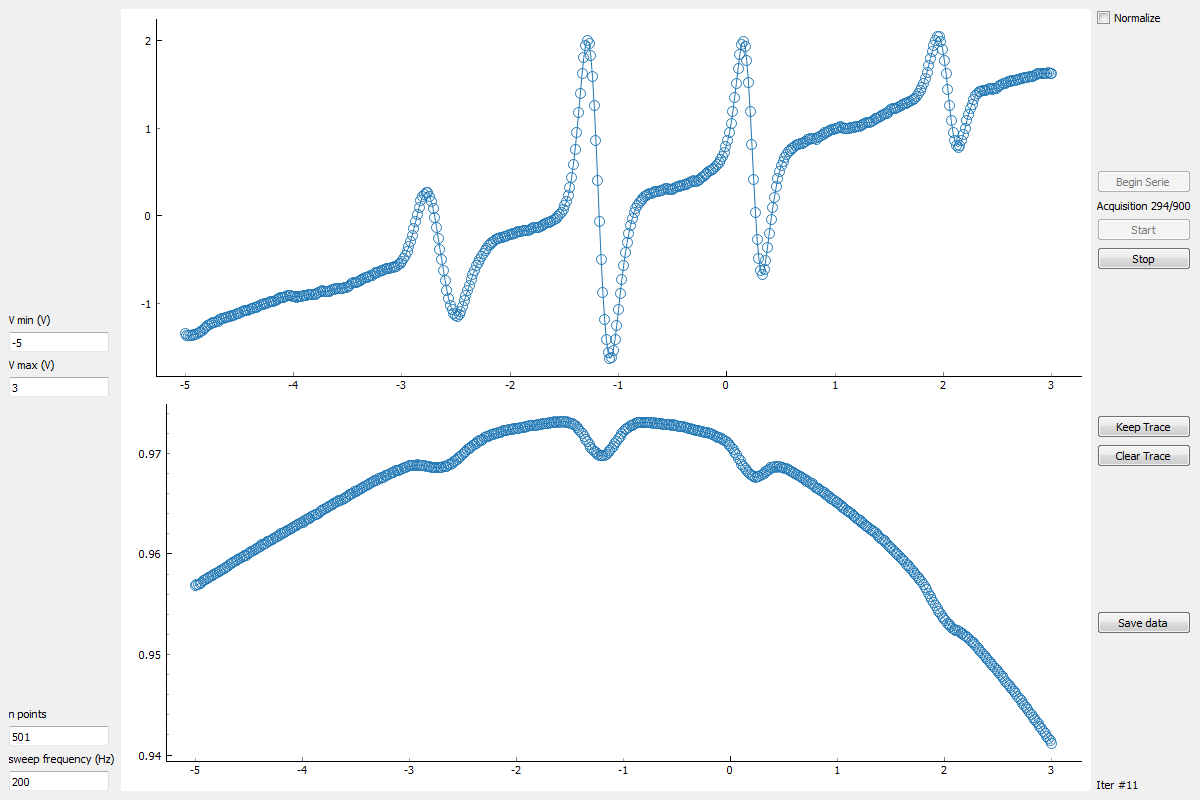 Normalize
2
1
0
-1
-5
-4
-3
-2
-1
0
1
2
3
Begin Serie
Acquisition 294/900
Start
Stop
V min (V)
-5
V max (V)
3
Keep Trace
Clear Trace
0.97
0.96
0.95
0.94
-5
-4
-3
-2
-1
0
1
2
3
Save data
n points
501
sweep frequency (Hz)
200
Iter #11